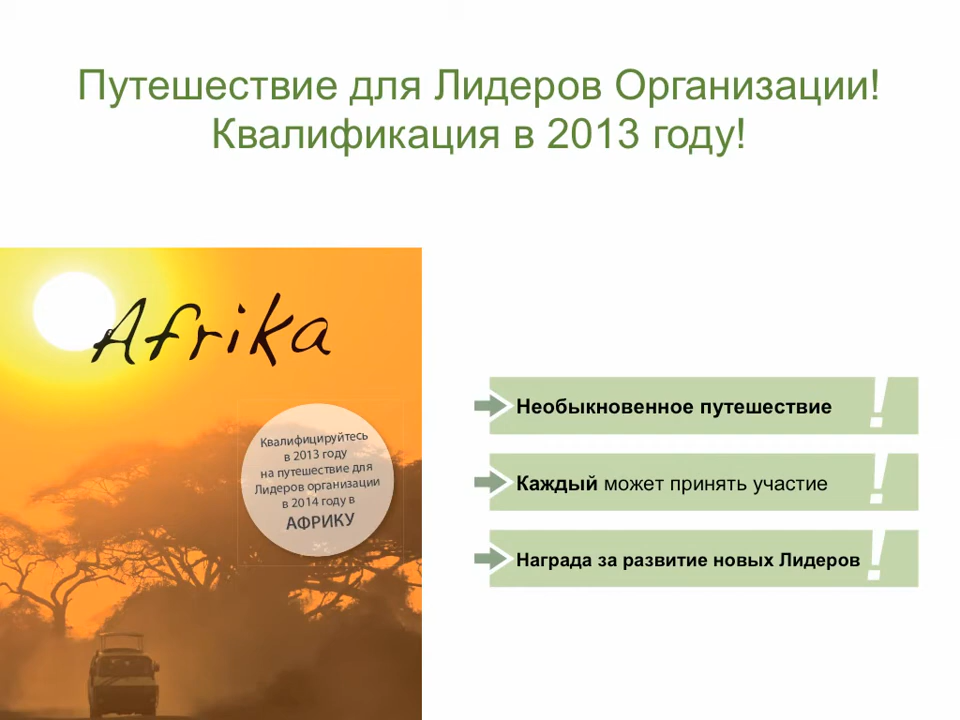 Путешествие для Лидеров Организации!
Квалификация в 2013 году!
Afrika
Квалифицируйтесь
в 2013 году
на путешествие для
Лидеров организации
в 2014 году в
АФРИКУ
Необыкновенное путешествие !
Каждый может принять участие !
Награда за развитие новых Лидеров !